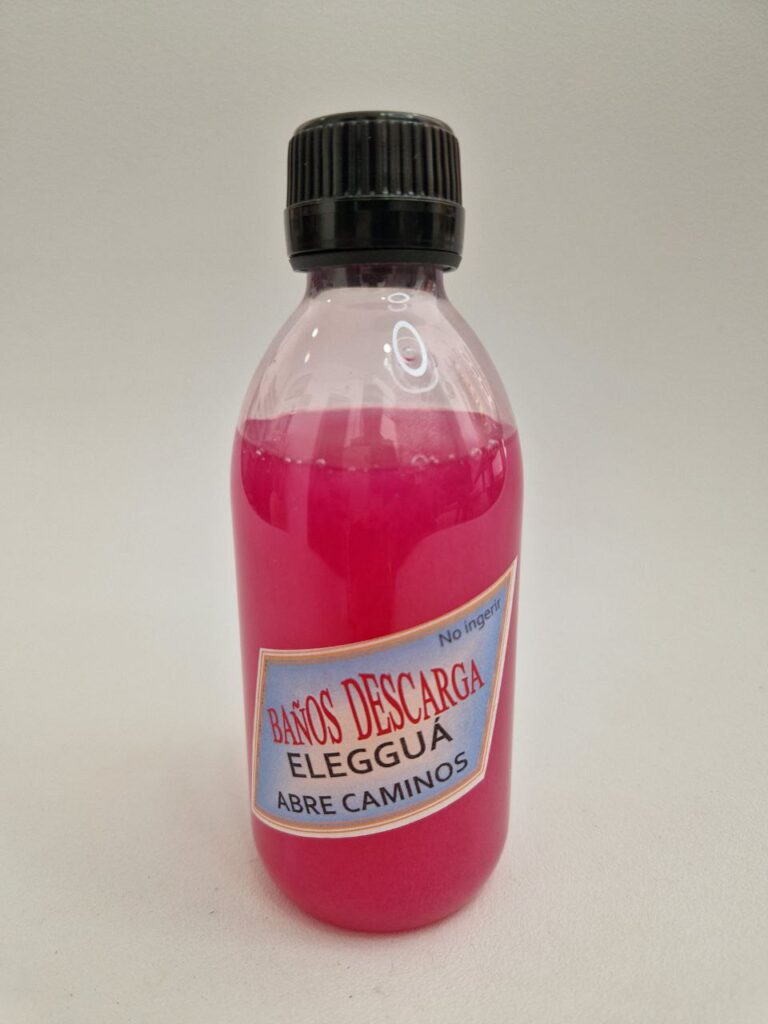 No ingerir
BAÑOS DESCARGA
ELEGGUÁ
ABRE CAMINOS